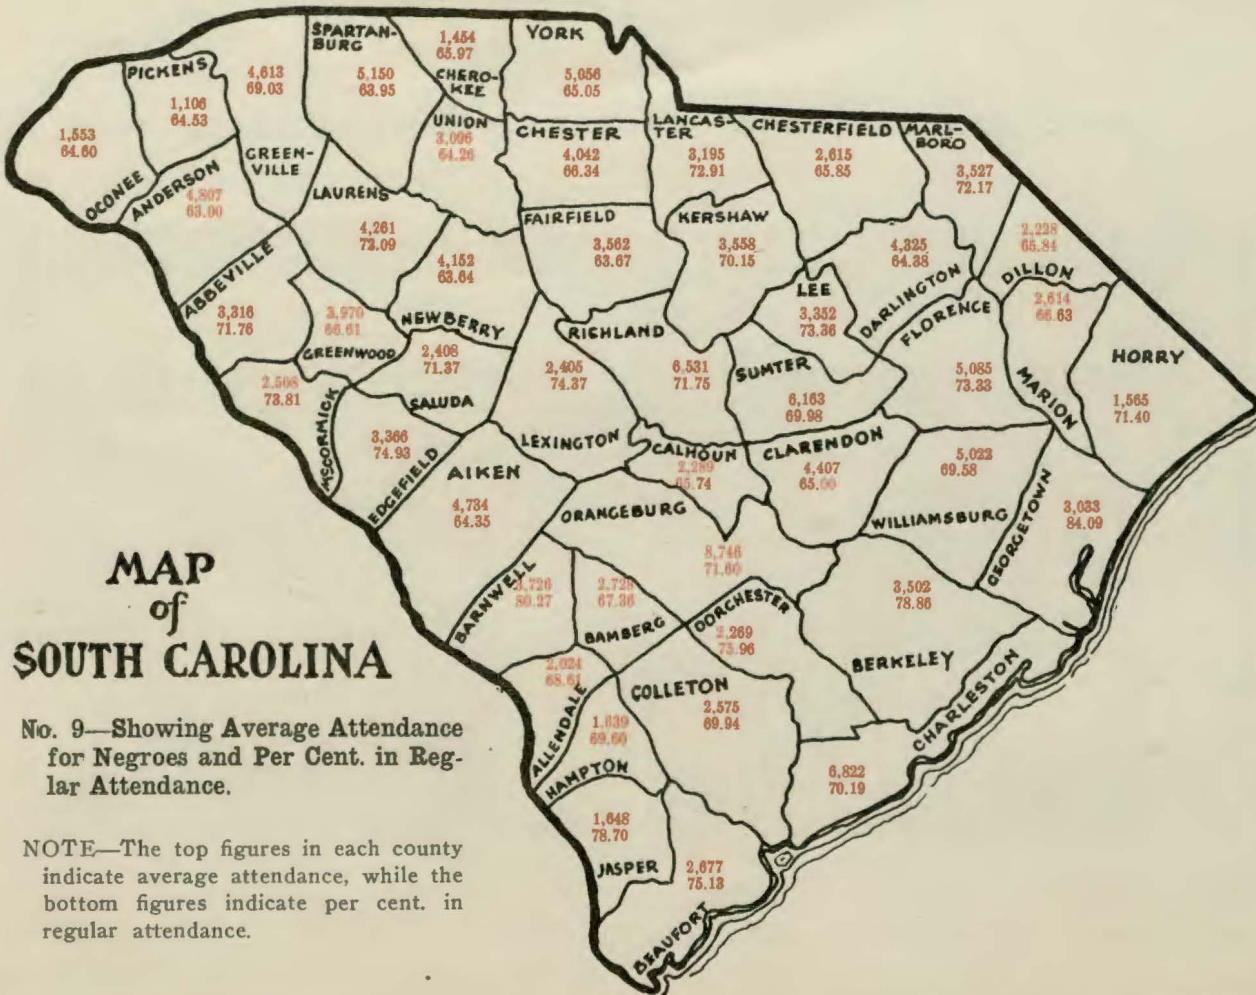 SPARTAN-
BURG
5,150
63.95
1,454
65.97
CHERO-
KEE
YORK
5,056
65.05
PICKENS
1,106
64.53
4,613
69.03
GREEN-
VILLE
1,553
64.60
OCONEE
ANDERSON
4,807
63.00
UNION
3,096
64.26
CHESTER
4,042
66.34
LANCAS-
TER
3,195
72.91
CHESTERFIELD
2,615
65.85
MARL-
BORO
3,527
72.17
LAURENS
4,261
72.09
FAIRFIELD
3,562
63.67
KERSHAW
3,558
70.15
4,325
64.38
DARLINGTON
2,228
65.84
DILLON
ABBEVILLE
3,316
71.76
3,970
66.61
GREENWOOD
4,152
63.64
NEWBERRY
LEE
3,352
73.36
FLORENCE
5,085
73.33
2,614
66.63
MARION
HORRY
1,565
71.40
2,508
73.81
McCORMICK
2,408
71.37
SALUDA
2,405
74.37
LEXINGTON
RICHLAND
6,531
71.75
SUMTER
6,163
69.98
3,366
74.93
EDGEFIELD
AIKEN
4,734
64.35
CALHOUN
2,289
.74
CLARENDON
4,407
5,022
69.58
WILLIAMSBURG
GEORGETOWN
3,033
84.09
ORANGEBURG
8,746
71.60
BARNWELL
3,726
80.27
2,728
67.36
BAMBERG
DORCHESTER
2,269
75.96
3,502
78.86
BERKELEY
2,024
68.61
ALLENDALE
COLLETON
2,575
69.94
CHARLESTON
6,822
70.19
1,639
69.60
HAMPTON
1,648
78.70
JASPER
2,677
75.13
BEAUFORT
MAP
of
SOUTH CAROLINA
No. 9—Showing Average Attendance
for Negroes and Per Cent. in Reg-
lar Attendance.
NOTE—The top figures in each county
indicate average attendance, while the
bottom figures indicate per cent. in
regular attendance.